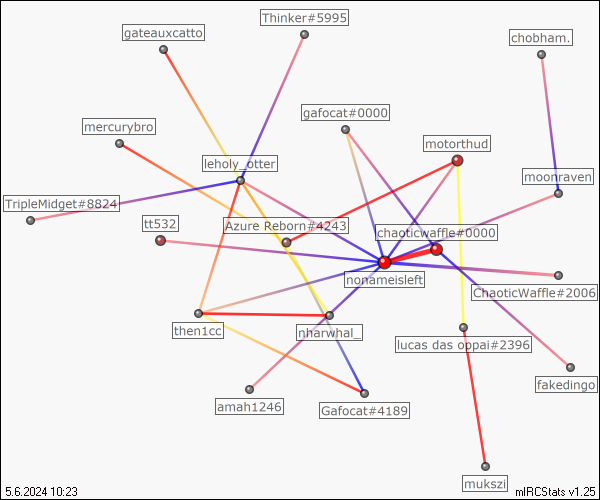 Thinker#5995
gateauxcatto
chobham.
gafocat#0000
mercurybro
motorthud
leholy_otter
moonraven
TripleMidget#8824
tt532
Azure Reborn#4243
chaoticwaffle#0000
nonameisleft
ChaoticWaffle#2006
then1cc
nharwhal_
lucas das oppai#2396
fakedingo
amah1246
Gafocat#4189
mukszi
5.6.2024 10:23
mIRCStats v1.25